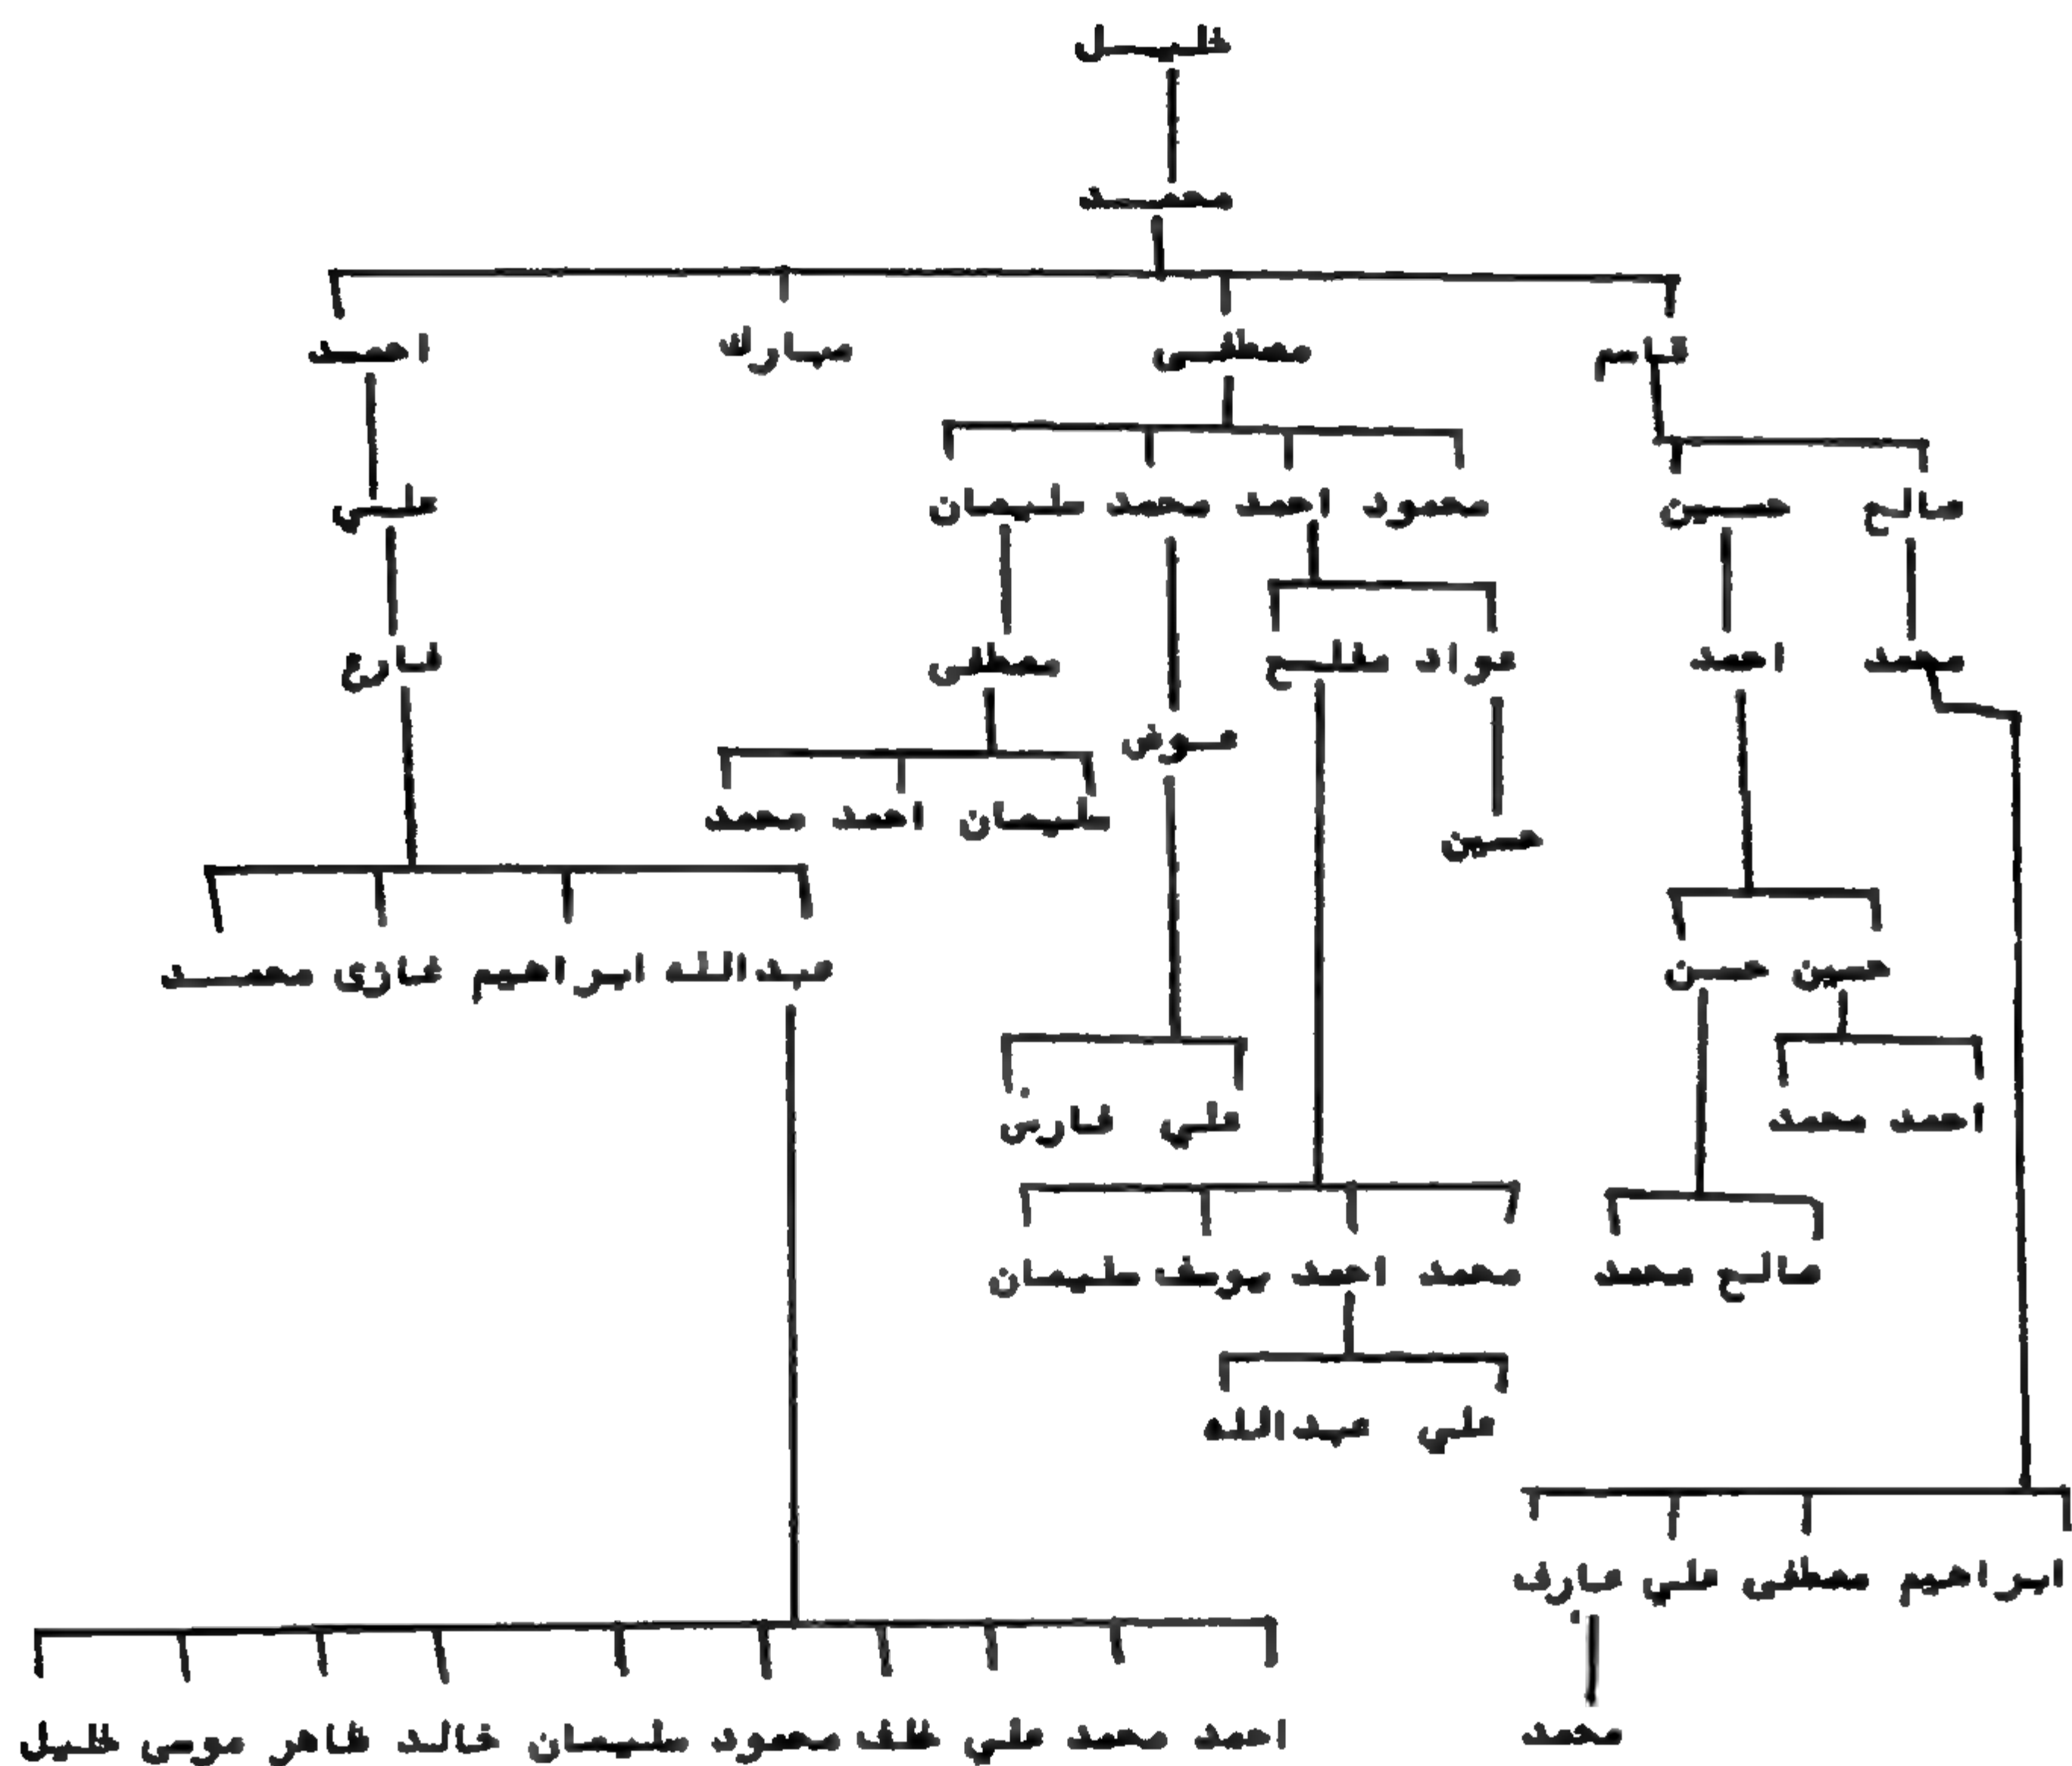 خليل
محمد
قاسم مصطفى مبارك احمد
صالح حسين محمود احمد محمد سليمان علي
محمد احمد عواد مفلح مصطفى فارع
عوض
سليمان احمد محمد
حسين
حسين حسن عبدالله ابراهيم غازى محمد
احمد محمد علي
صالح محمد محمد احمد يوسف سليمان
علي عبدالله
ابراهيم مصطفى علي عارف
احمد محمد علي خلف محمود سليمان خالد ظاهر موسى خليل
محمد